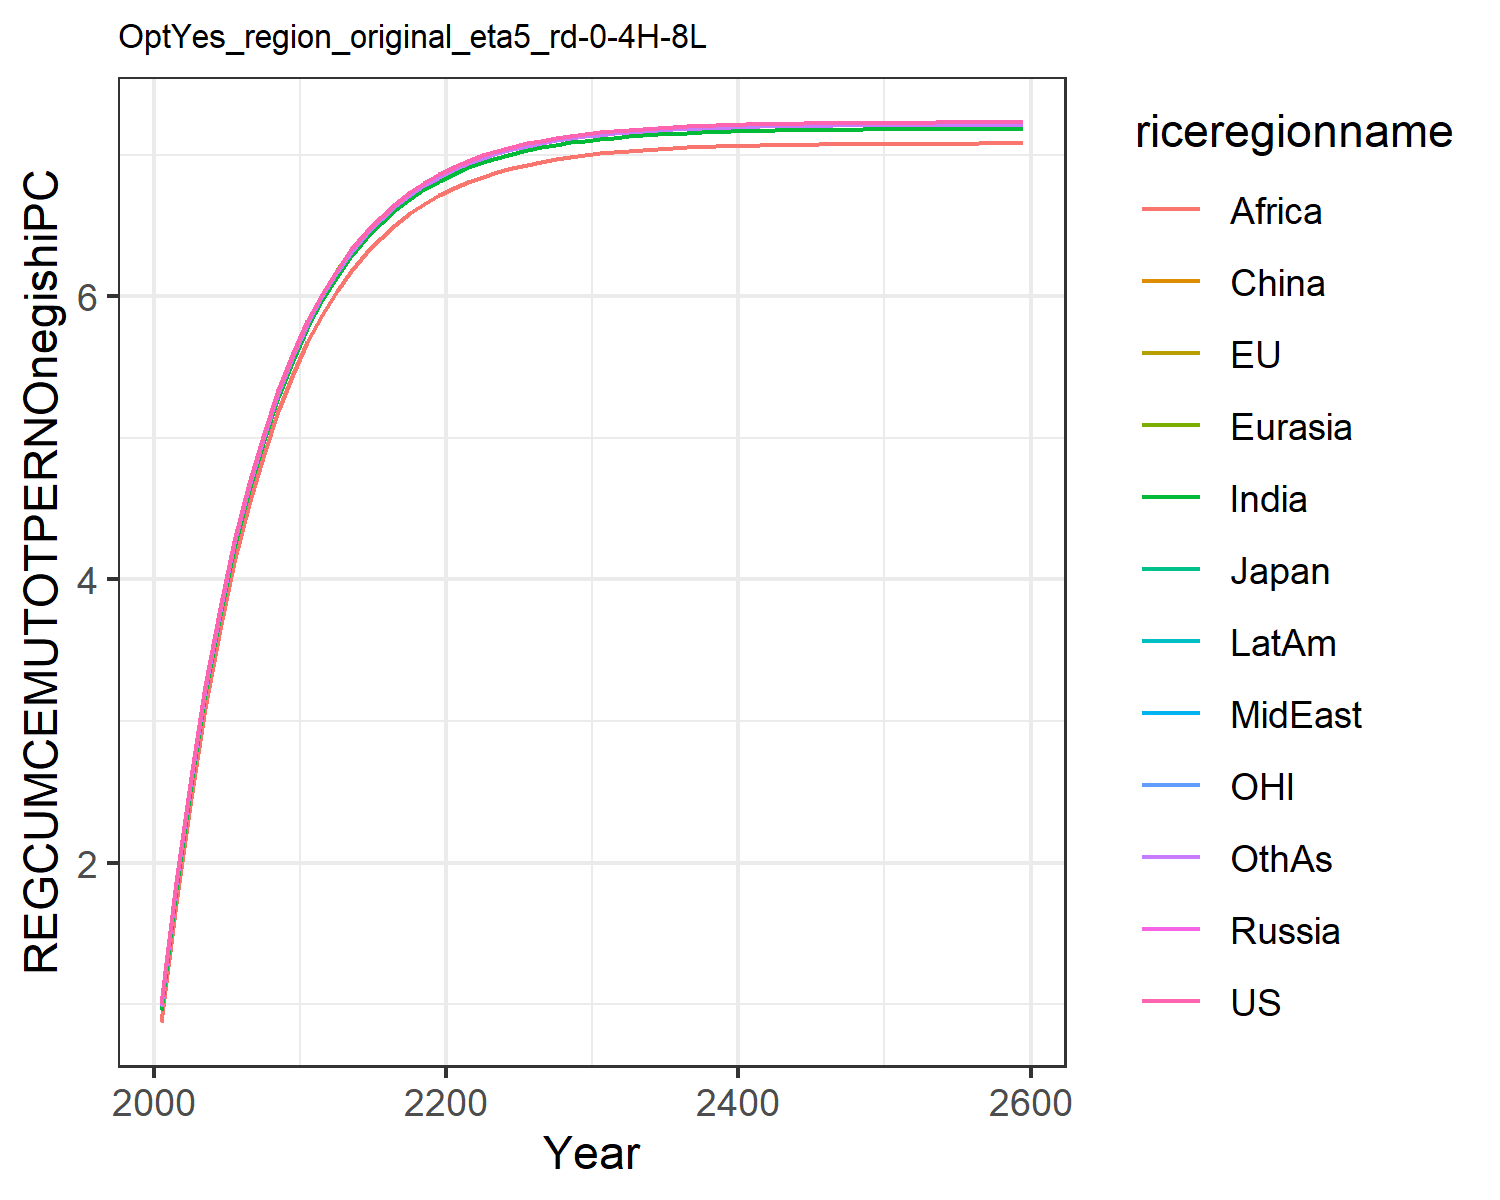 OptYes_region_original_eta5_rd-0-4H-8L
REGCUMCEMUTOTPERNOnegishiPC
6
4
2
2000
2200
2400
2600
Year
riceregionname
Africa
China
EU
Eurasia
India
Japan
LatAm
MidEast
OHI
OthAs
Russia
US